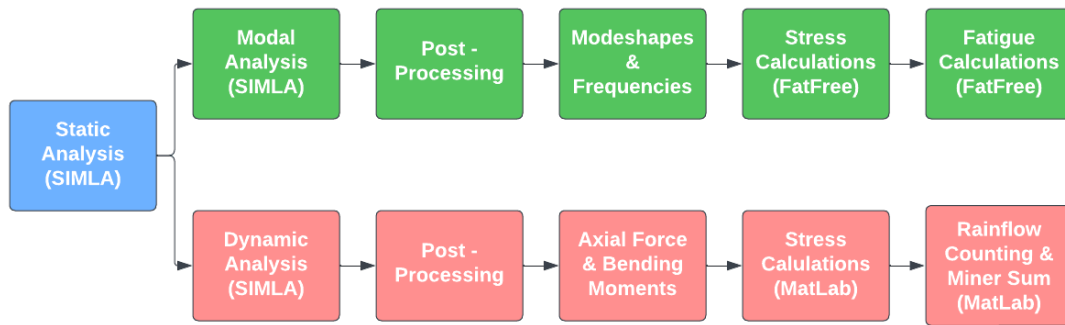 Static
Analysis
(SIMLA)
Modal
Analysis
(SIMLA)
Post -
Processing
Modeshapes
&
Frequencies
Stress
Calculations
(FatFree)
Fatigue
Calculations
(FatFree)
Dynamic
Analysis
(SIMLA)
Post -
Processing
Axial Force
& Bending
Moments
Stress
Calulations
(MatLab)
Rainflow
Counting &
Miner Sum
(MatLab)